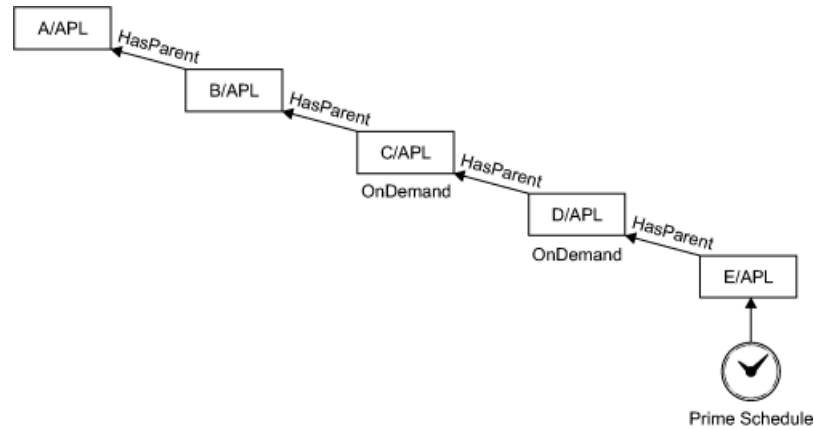 A/APL
HasParent
B/APL
HasParent
C/APL
OnDemand
HasParent
D/APL
OnDemand
HasParent
E/APL
Prime Schedule